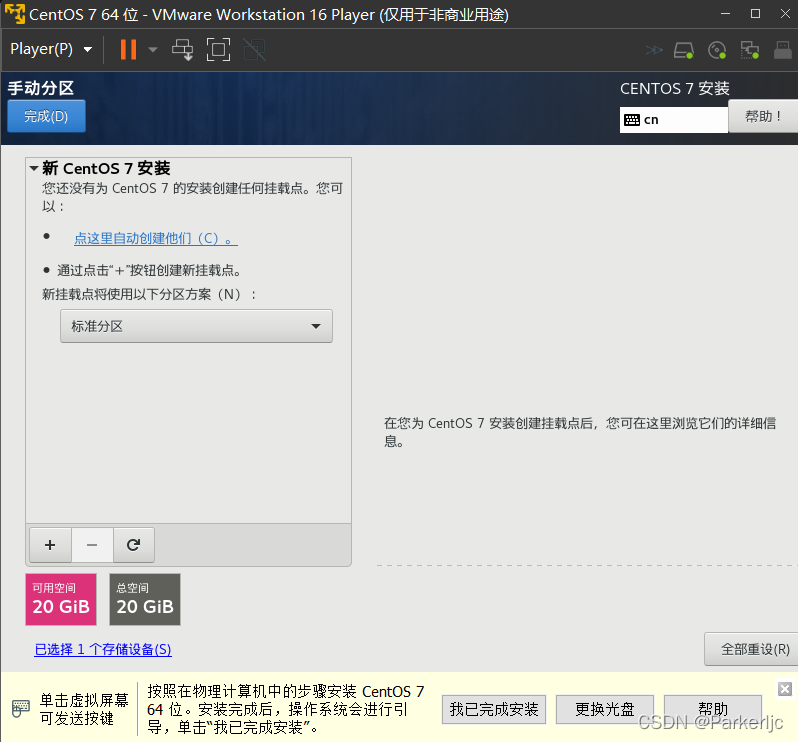 CentOS 7 64 位 - VMware Workstation 16 Player (仅用于非商业用途)
Player(P)
手动分区
CENTOS 7 安装
完成(D)
cn
帮助！
新 CentOS 7 安装
您还没有为 CentOS 7 的安装创建任何挂载点。您可
以：
点这里自动创建他们（C）。
通过点击“+”按钮创建新挂载点。
新挂载点将使用以下分区方案（N）：
标准分区
在您为 CentOS 7 安装创建挂载点后，您可在这里浏览它们的详细信
息。
可用空间
20 GiB
总空间
20 GiB
已选择 1 个存储设备(S)
全部重设(R)
单击虚拟屏幕
可发送按键
按照在物理计算机中的步骤安装 CentOS 7
64 位。安装完成后，操作系统会进行引
导，单击“我已完成安装”。
我已完成安装
更换光盘
帮助
CSDN @Parkerljc